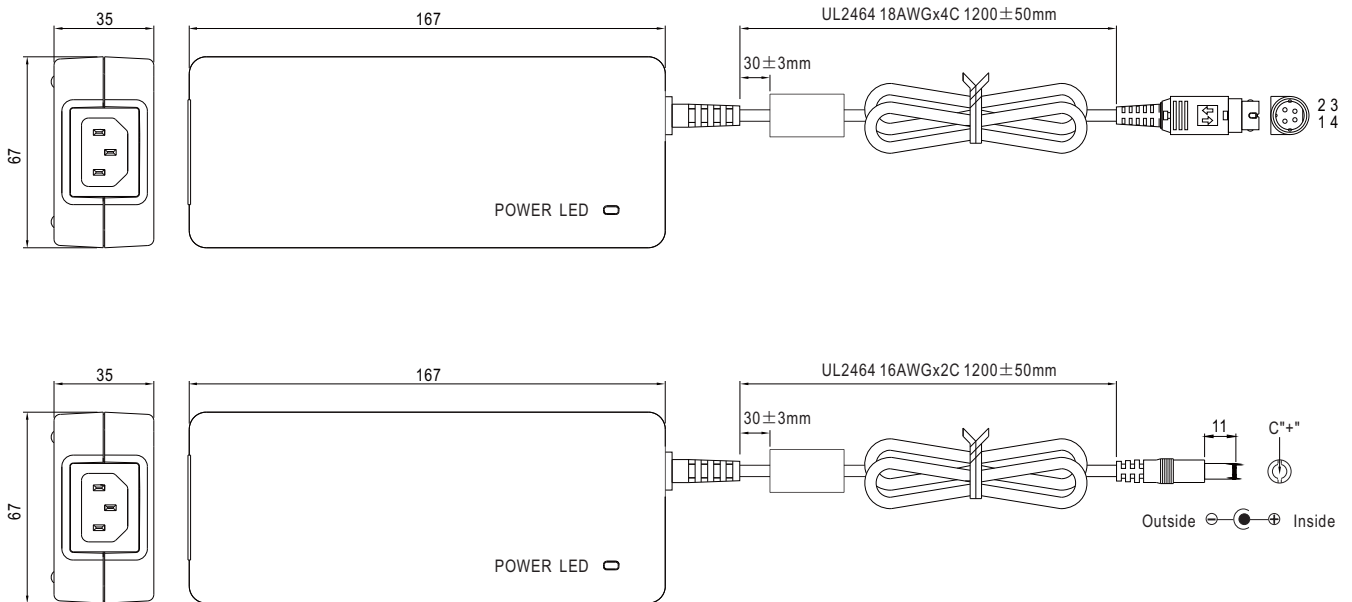 35
167
UL2464 18AWGx4C 1200±50mm
30±3mm
67
2 3
1 4
POWER LED
35
167
UL2464 16AWGx2C 1200±50mm
30±3mm
11
C"+"
67
Outside ⊖ ⊕ Inside
POWER LED